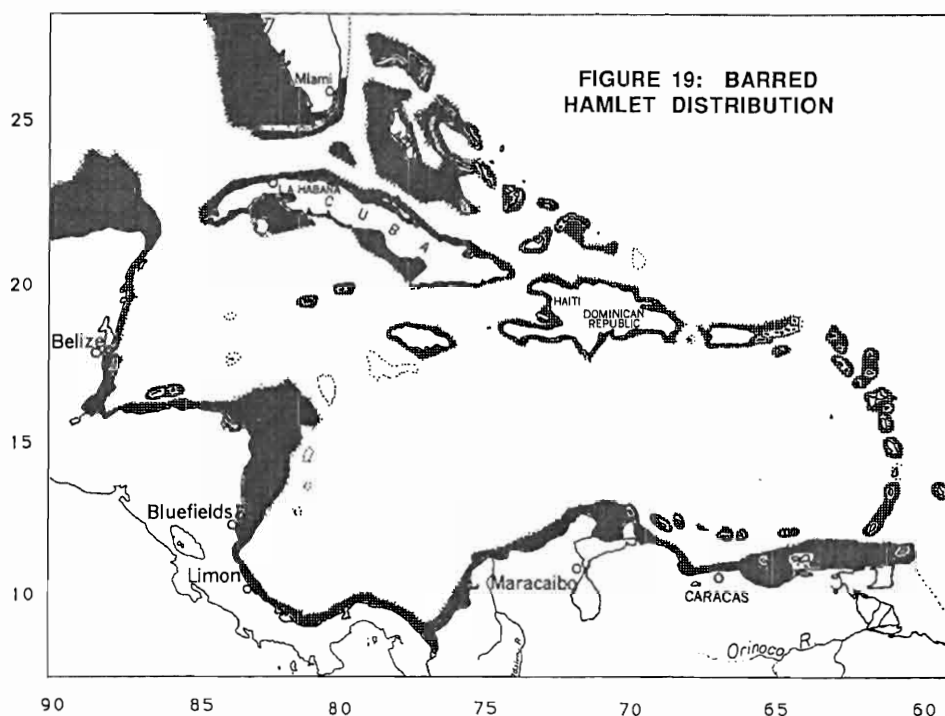 FIGURE 19: BARRED
HAMLET DISTRIBUTION
Miami
25
LA HABANA
CUBA
20
HAITI
DOMINICAN
REPUBLIC
Belize
15
Bluefields
Limon
Maracaibo
10
CARACAS
Orinoco R.
90 85 80 75 70 65 60